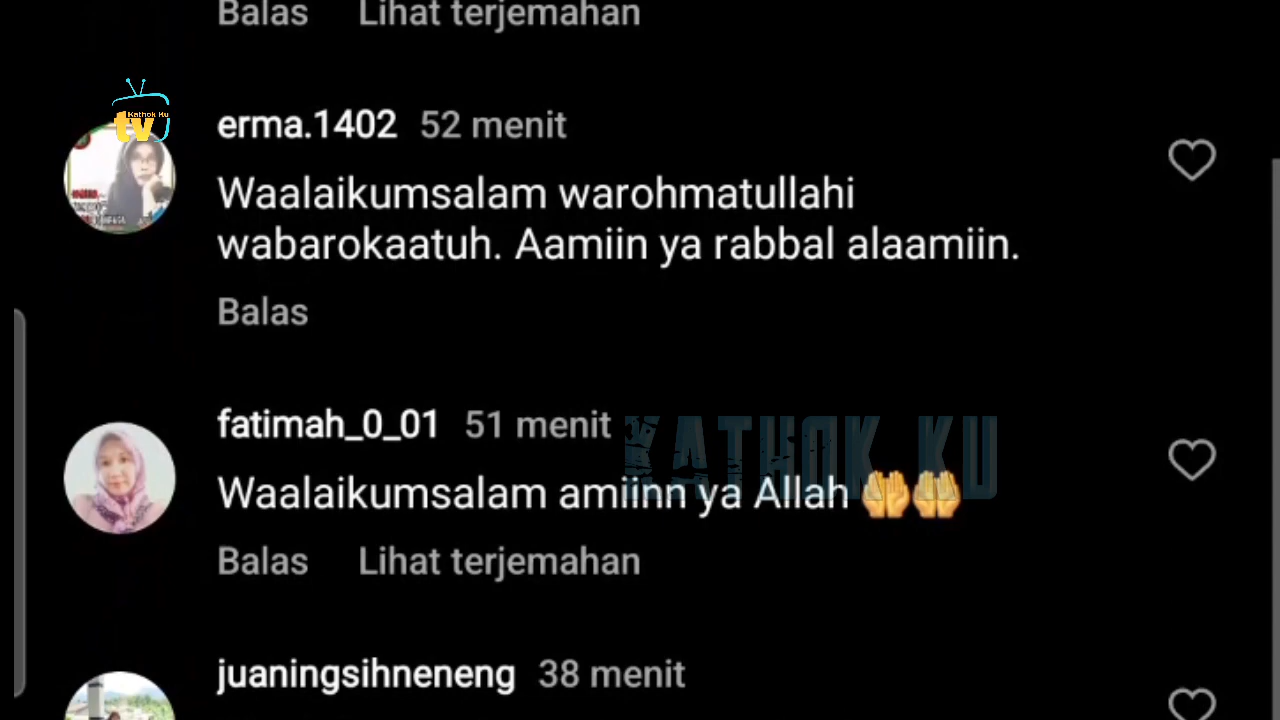 Balas Lihat terjemahan
Kathok Ku
tv
erma.1402 52 menit
Waalaikumsalam warohmatullahi
wabarokaatuh. Aamiin ya rabbal alaamiin.
Balas
fatimah_0_01 51 menit
KATHOK KU
Waalaikumsalam amiinn ya Allah 🤲🤲
Balas Lihat terjemahan
juaningsihneneng 38 menit